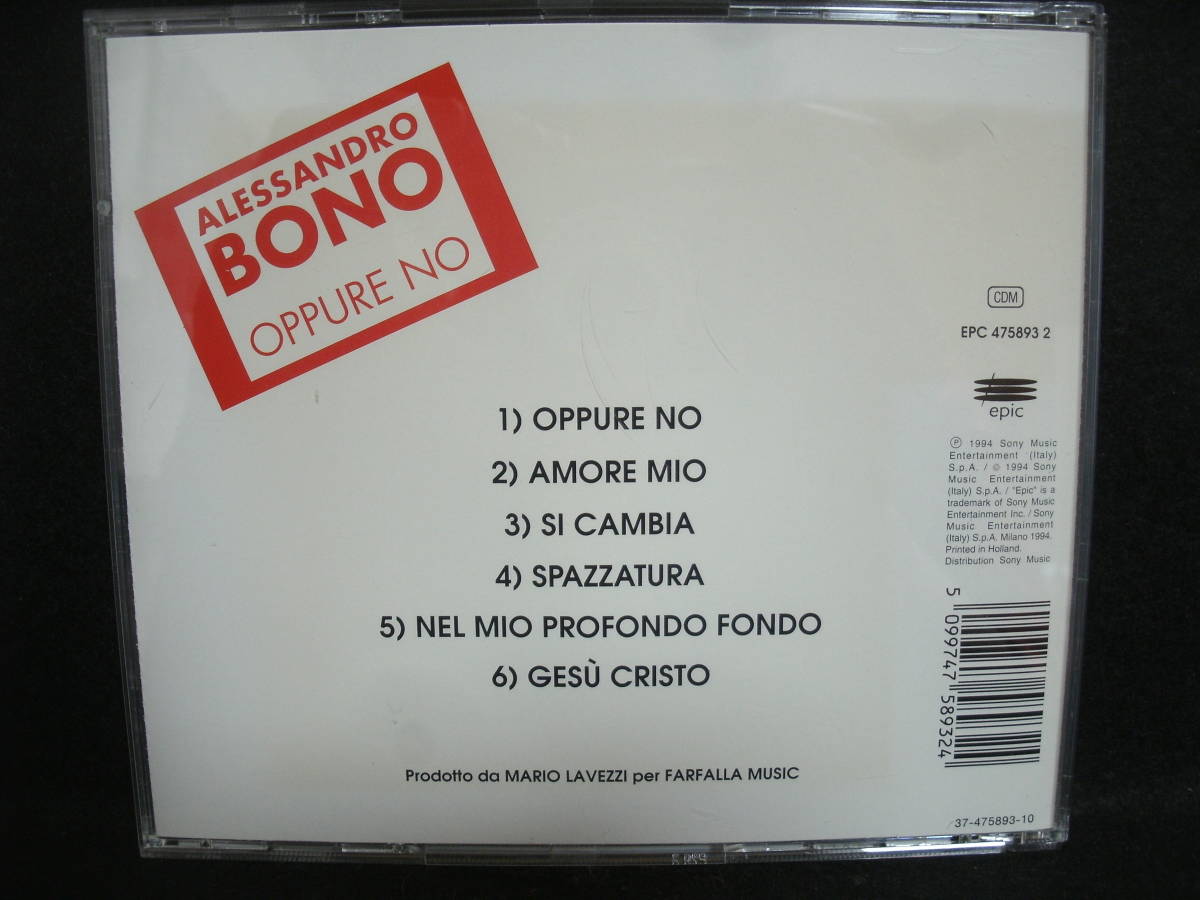 ALESSANDRO
BONO
OPPURE NO
1) OPPURE NO
2) AMORE MIO
3) SI CAMBIA
4) SPAZZATURA
5) NEL MIO PROFONDO FONDO
6) GESÙ CRISTO
Prodotto da MARIO LAVEZZI per FARFALLA MUSIC
CDM
EPC 475893 2
epic
℗ 1994 Sony Music
Entertainment (Italy)
S.p.A. / © 1994 Sony
Music Entertainment
(Italy) S.p.A. / "Epic" is a
trademark of Sony Music
Entertainment Inc. / Sony
Music Entertainment
(Italy) S.p.A. Milano 1994.
Printed in Holland.
Distribution Sony Music
5 099747 589324
37-475893-10